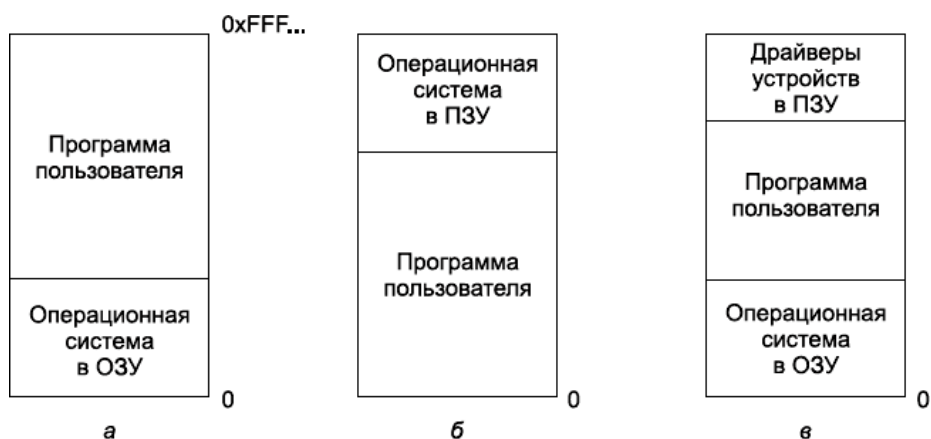 0xFFF...
Программа
пользователя
Операционная
система
в ОЗУ
0
а
Операционная
система
в ПЗУ
Программа
пользователя
0
б
Драйверы
устройств
в ПЗУ
Программа
пользователя
Операционная
система
в ОЗУ
0
в